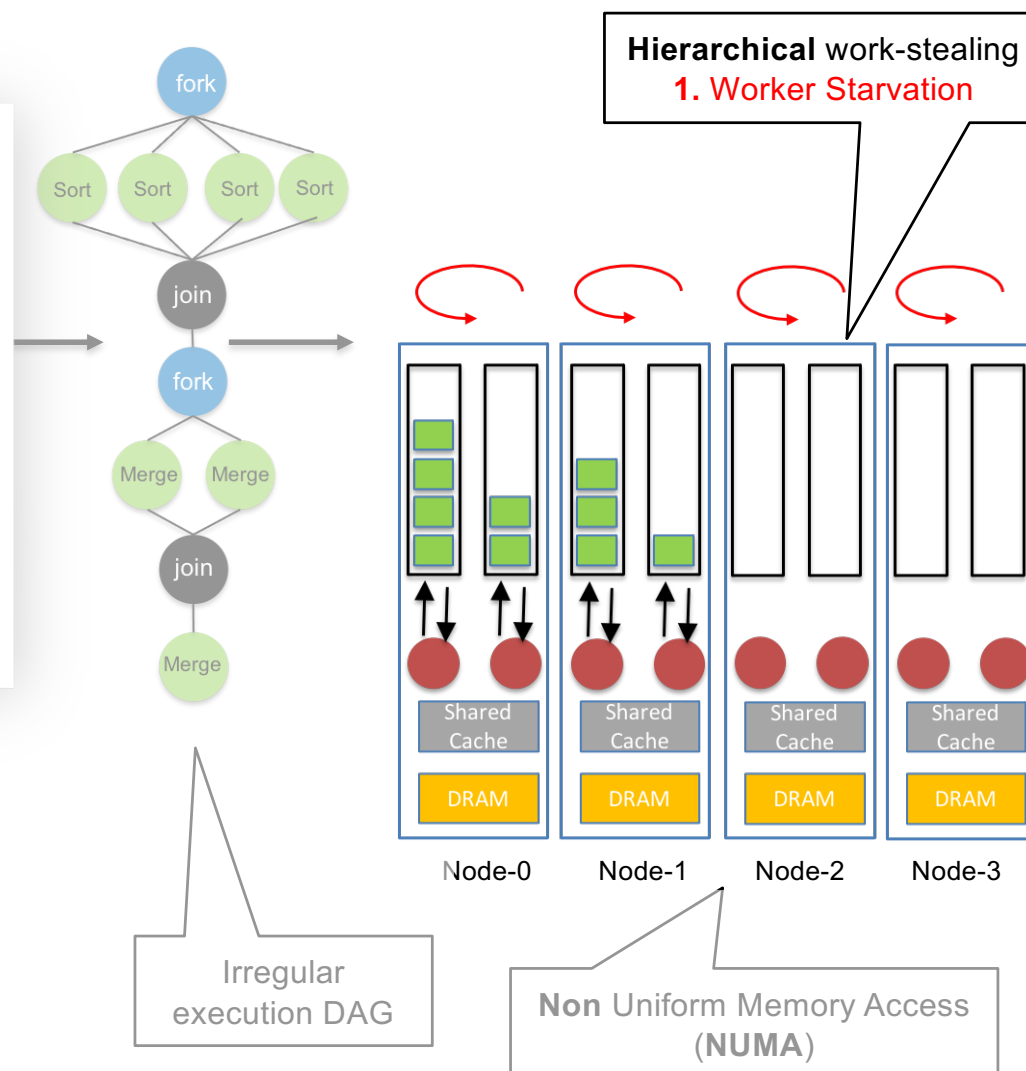 Hierarchical work-stealing
1. Worker Starvation
fork
Sort Sort Sort Sort
join
fork
Merge Merge
join
Merge
Shared
Cache
DRAM
Node-0
Shared
Cache
DRAM
Node-1
Shared
Cache
DRAM
Node-2
Shared
Cache
DRAM
Node-3
Irregular
execution DAG
Non Uniform Memory Access
(NUMA)